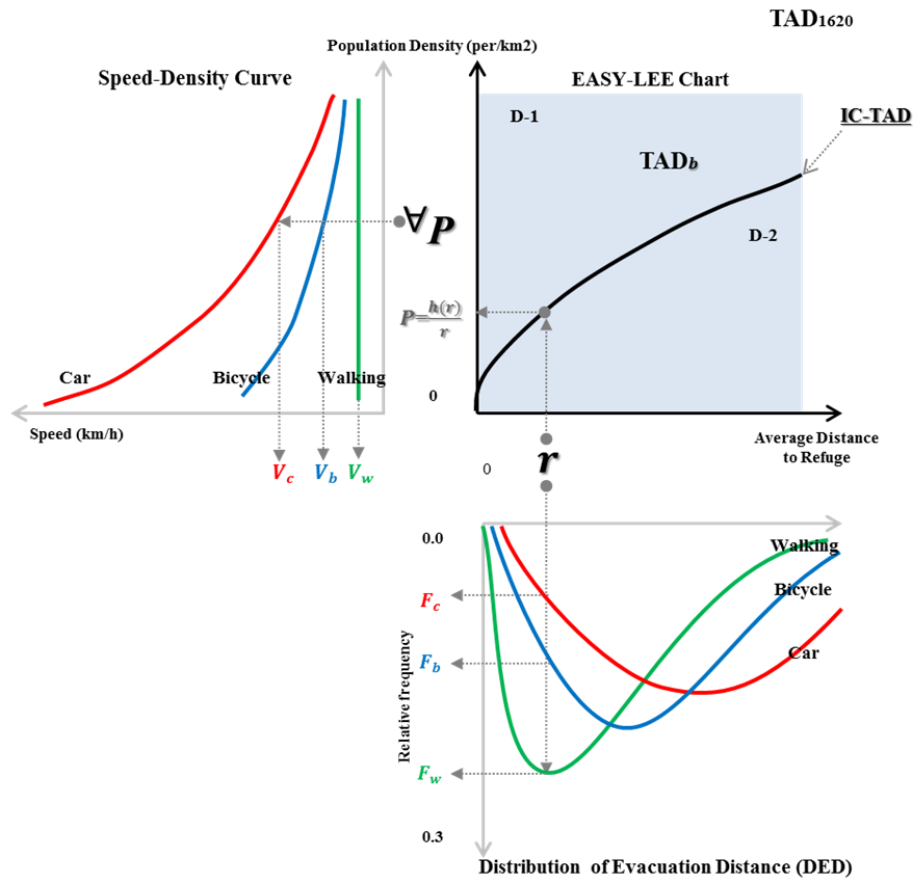 TAD1620
Population Density (per/km2)
Speed-Density Curve
EASY-LEE Chart
D-1
IC-TAD
TADb
∀P
D-2
P=h(r)/r
Car
Bicycle
Walking
0
Speed (km/h)
Average Distance
to Refuge
Vc
Vb
Vw
0
r
0.0
Walking
Bicycle
Fc
Car
Fb
Relative frequency
Fw
0.3
Distribution of Evacuation Distance (DED)